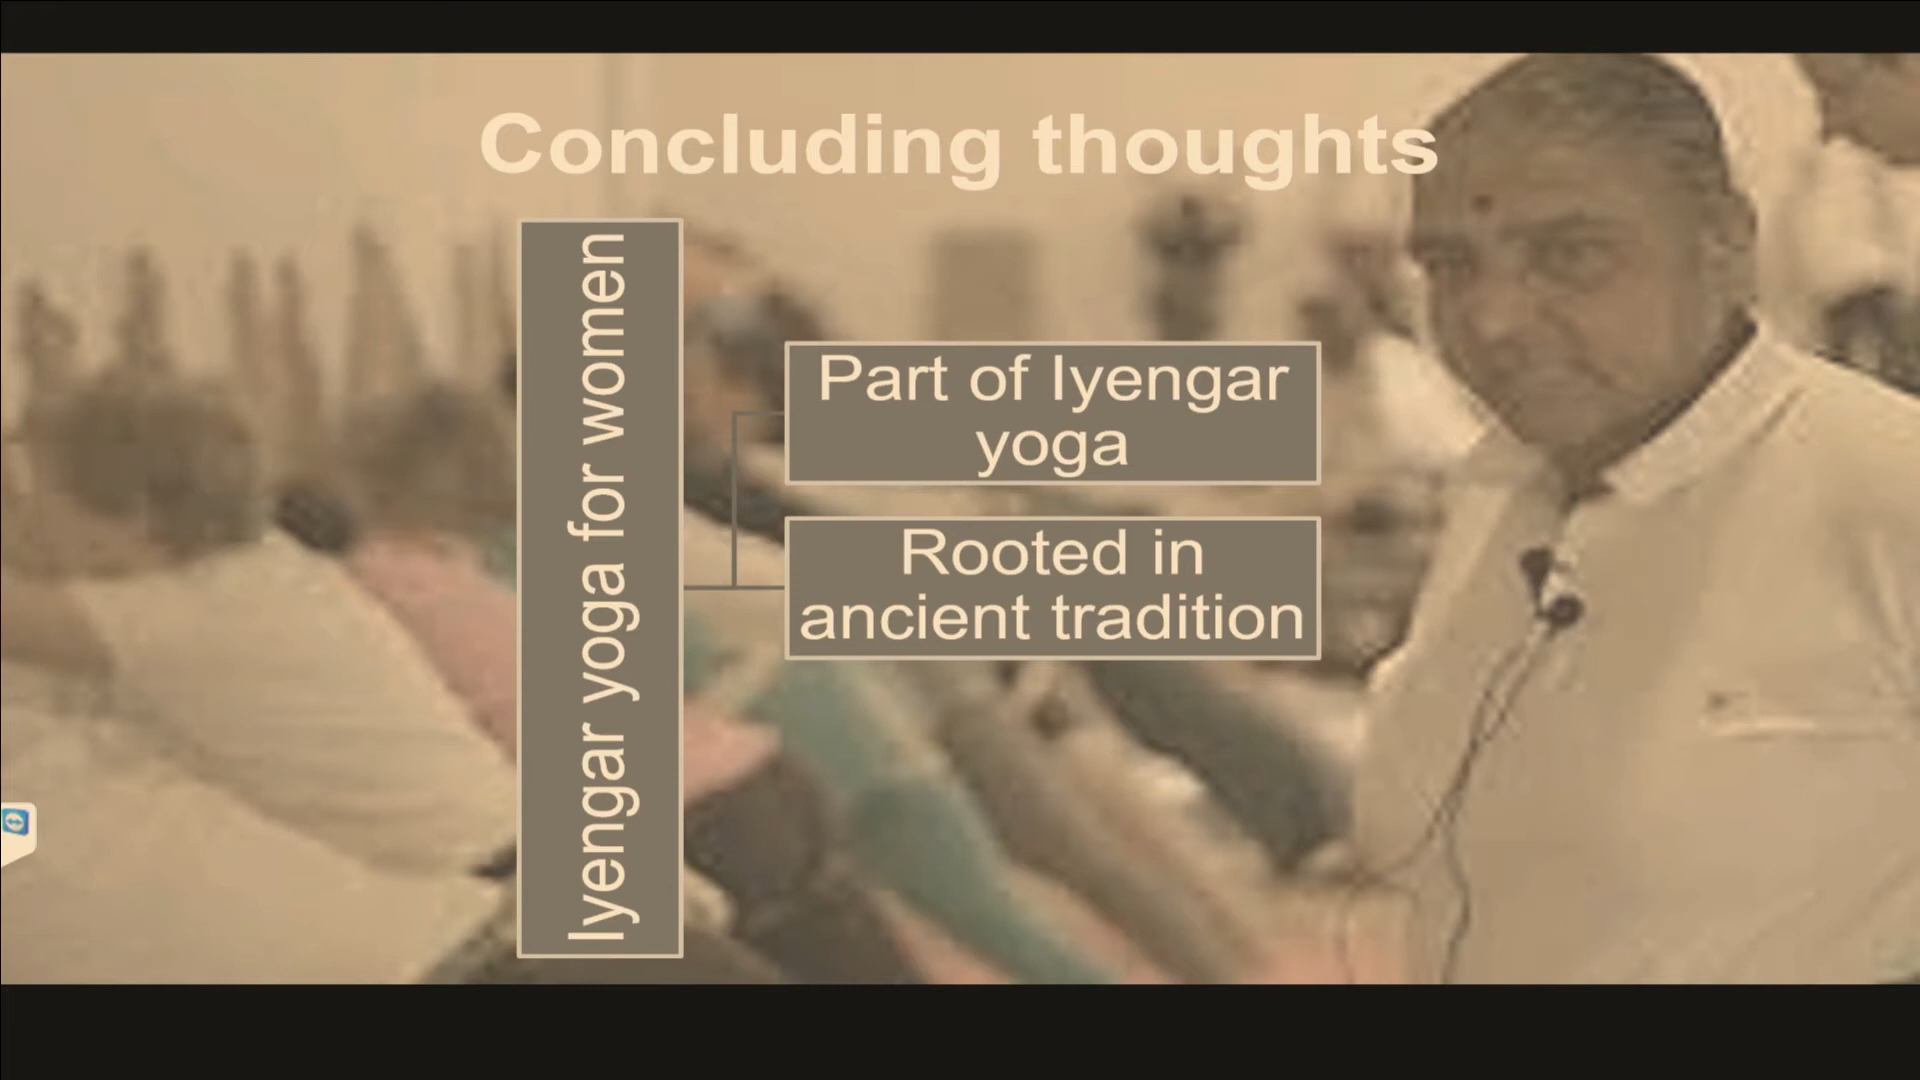 Concluding thoughts
Iyengar yoga for women
Part of Iyengar
yoga
Rooted in
ancient tradition